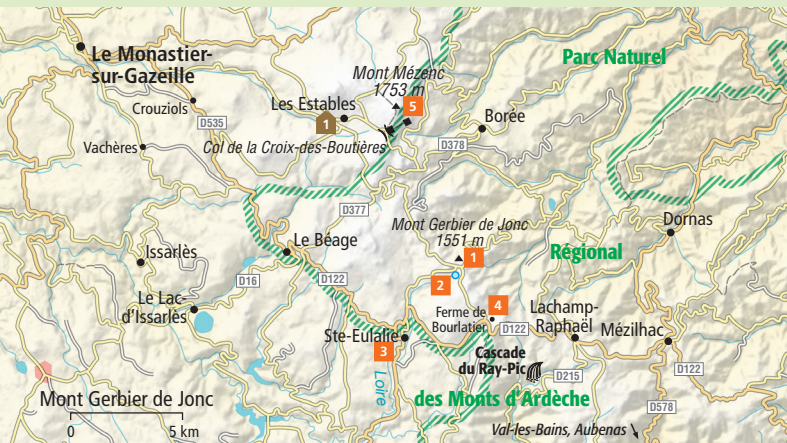 Le Monastier-
sur-Gazeille
Parc Naturel
Mont Mézenc
1753 m
Crouziols
Les Estables
5
1
Borée
D535
Vachères
Col de la Croix-des-Boutières
D378
D377
Mont Gerbier de Jonc
1551 m
Dornas
Le Béage
Issarlès
Régional
1
D16
D122
2
Le Lac-
d'Issarlès
4
Ferme de
Bourlatier
Lachamp-
Raphaël
D122
Mézilhac
Ste-Eulalie
3
Cascade
du Ray-Pic
D122
D215
Loire
Mont Gerbier de Jonc
des Monts d'Ardèche
D578
0
5 km
Val-les-Bains, Aubenas